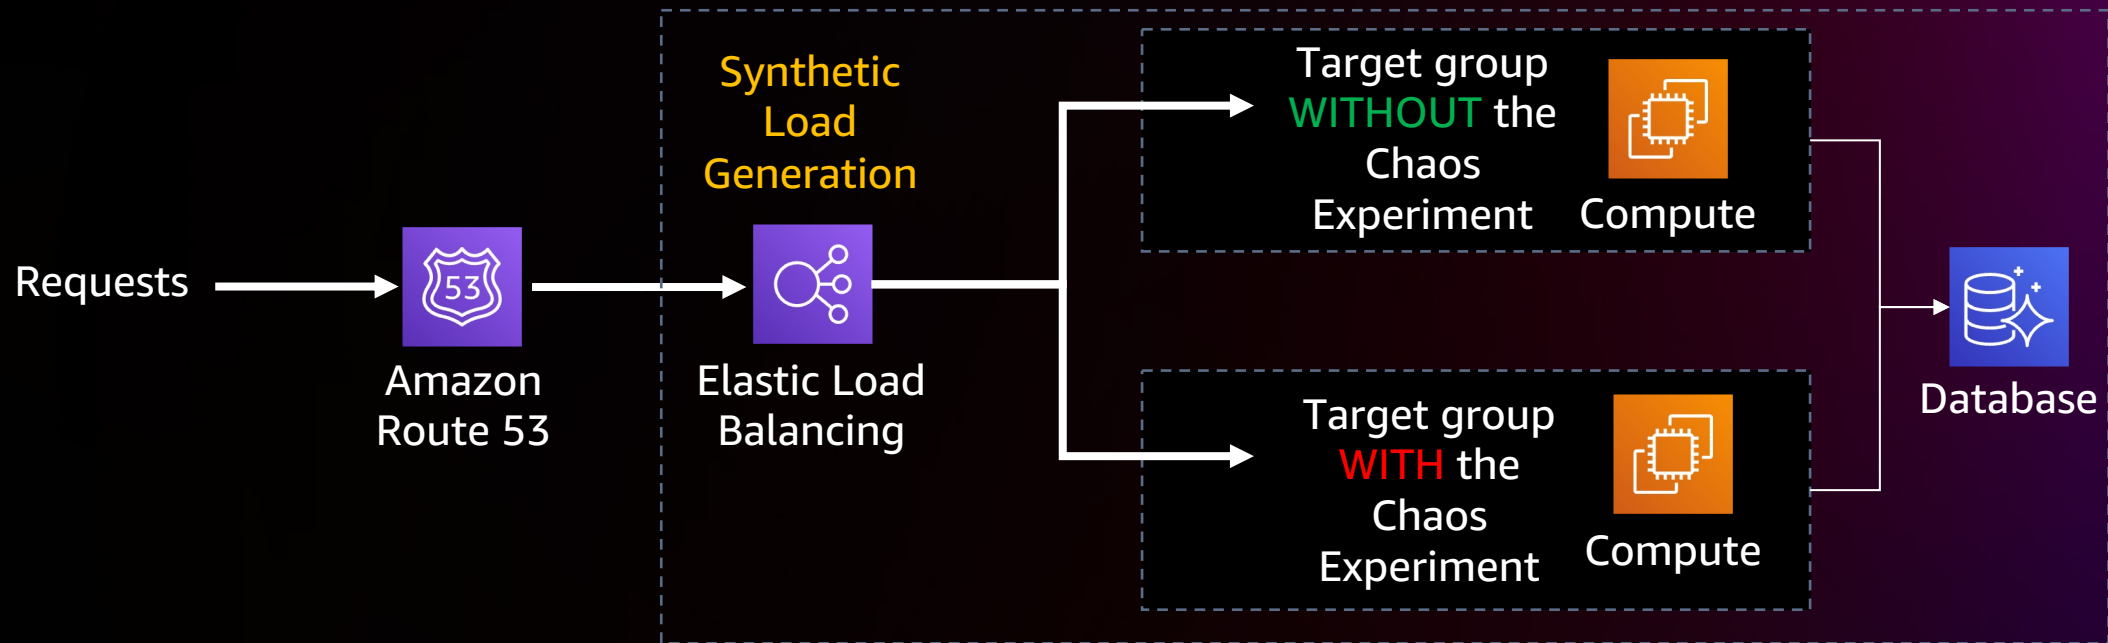 Requests
53
Amazon
Route 53
Synthetic
Load
Generation
Elastic Load
Balancing
Target group
WITHOUT the
Chaos
Experiment
Compute
Target group
WITH the
Chaos
Experiment
Compute
Database